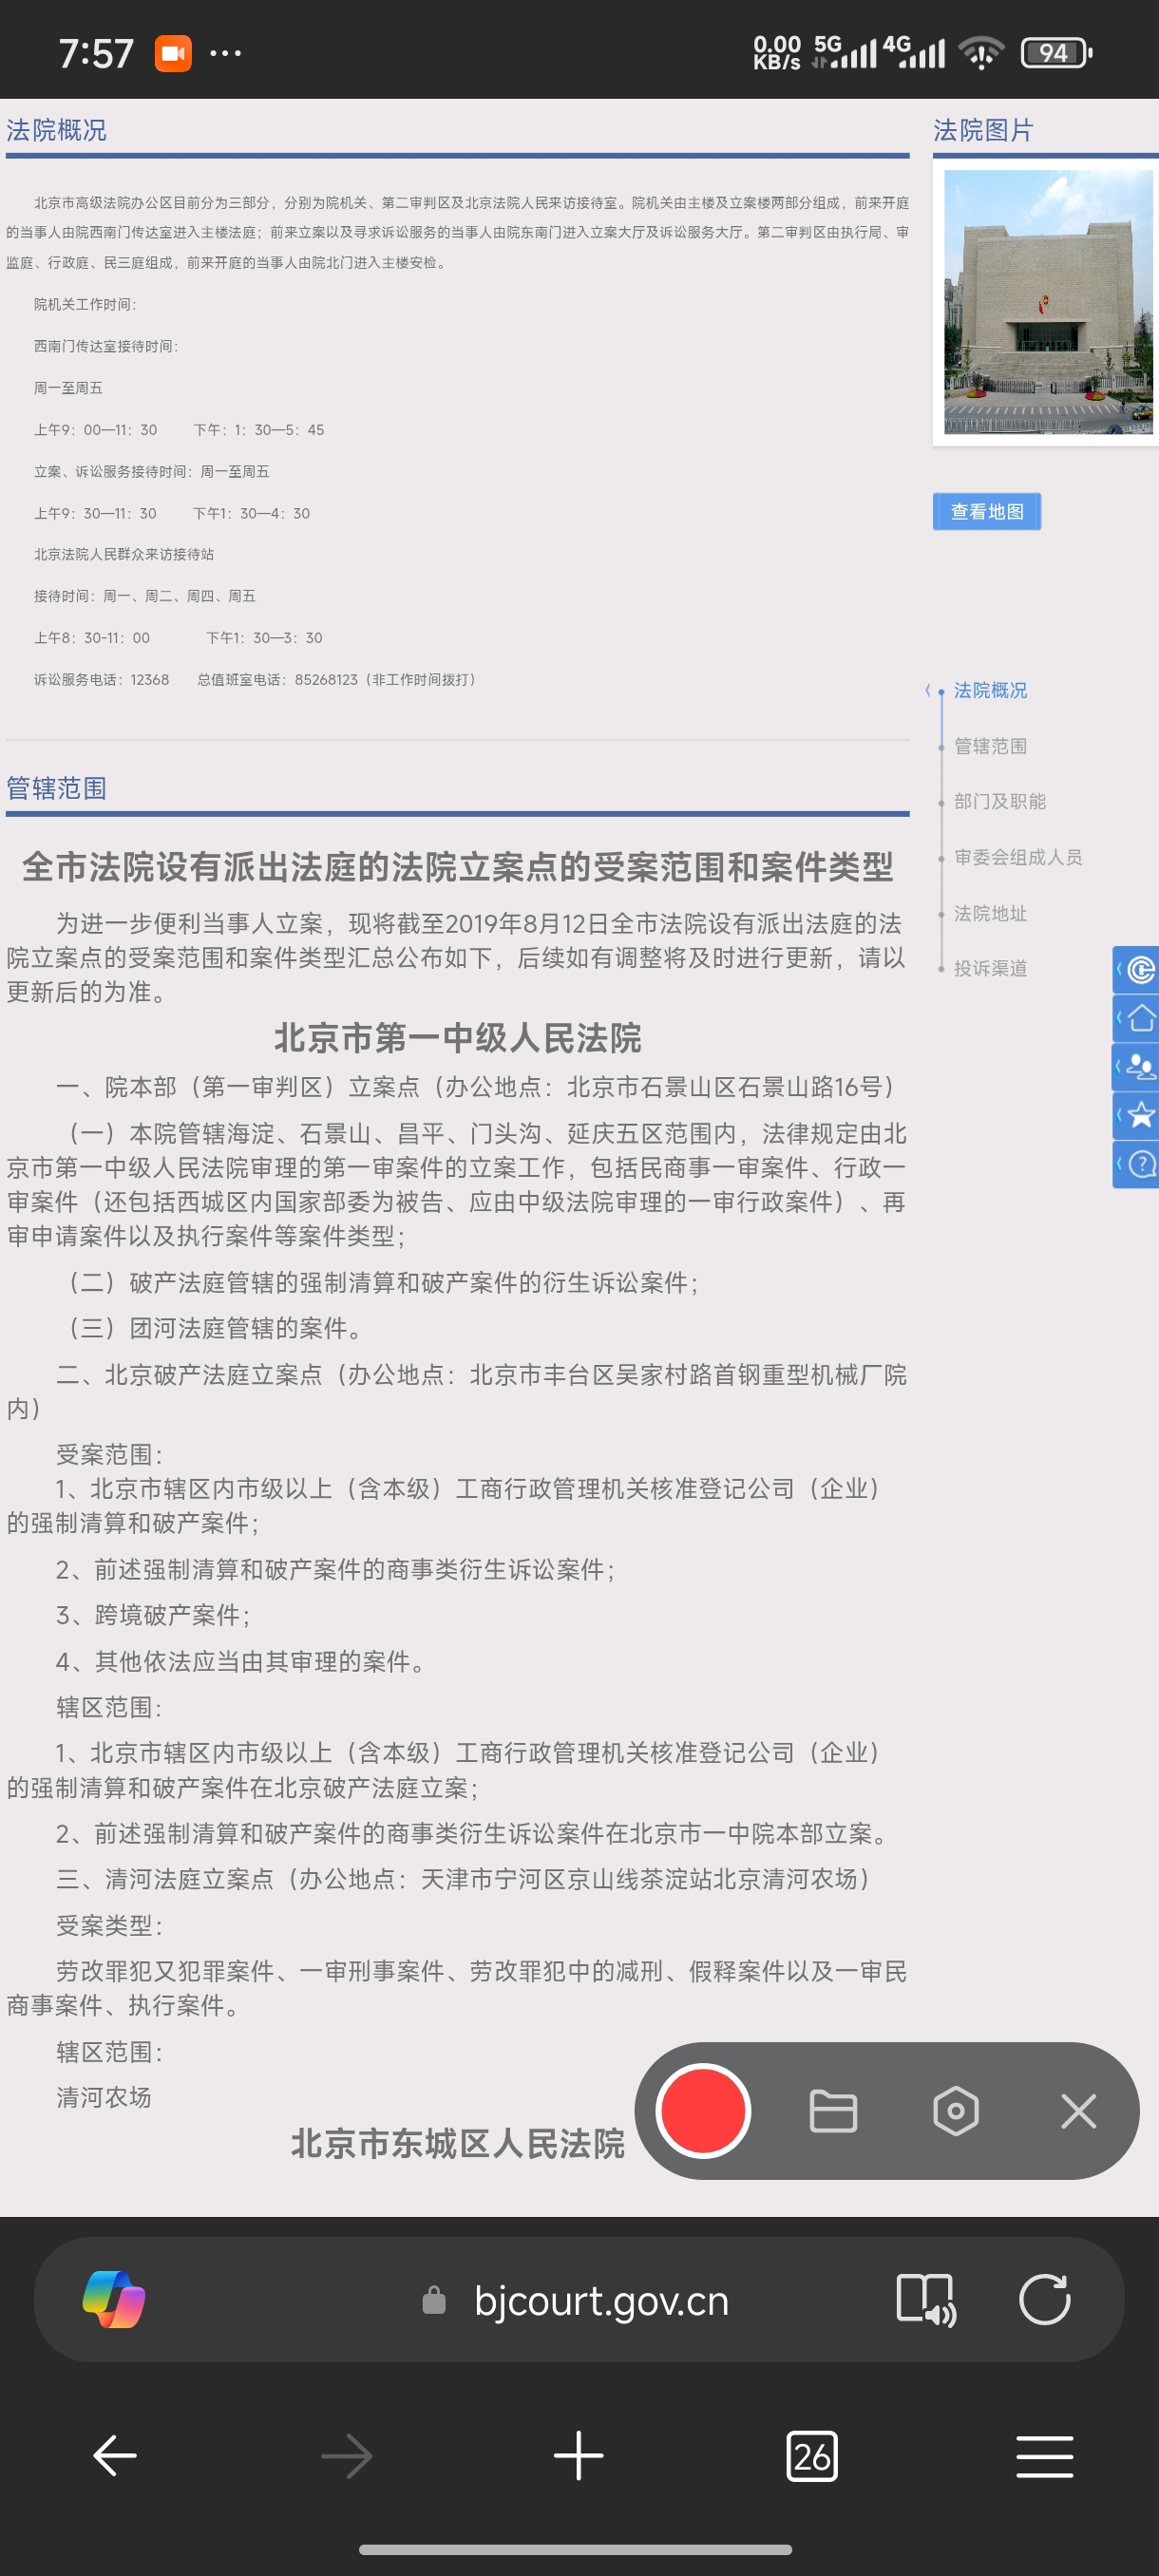 7:57
0.00 KB/s 5G 4G 94
法院概况
北京市高级法院办公区目前分为三部分，分别为院机关、第二审判区及北京法院人民来访接待室。院机关由主楼及立案楼两部分组成，前来开庭
的当事人由院西南门传达室进入主楼法庭；前来立案以及寻求诉讼服务的当事人由院东南门进入立案大厅及诉讼服务大厅。第二审判区由执行局、审
监庭、行政庭、民三庭组成，前来开庭的当事人由院北门进入主楼安检。
院机关工作时间：
西南门传达室接待时间：
周一至周五
上午9：00—11：30 下午：1：30—5：45
立案、诉讼服务接待时间：周一至周五
上午9：30—11：30 下午1：30—4：30
北京法院人民群众来访接待站
接待时间：周一、周二、周四、周五
上午8：30-11：00 下午1：30—3：30
诉讼服务电话：12368 总值班室电话：85268123（非工作时间拨打）
法院图片
查看地图
法院概况
管辖范围
部门及职能
审委会组成人员
法院地址
投诉渠道
管辖范围
全市法院设有派出法庭的法院立案点的受案范围和案件类型
为进一步便利当事人立案，现将截至2019年8月12日全市法院设有派出法庭的法
院立案点的受案范围和案件类型汇总公布如下，后续如有调整将及时进行更新，请以
更新后的为准。
北京市第一中级人民法院
一、院本部（第一审判区）立案点（办公地点：北京市石景山区石景山路16号）
（一）本院管辖海淀、石景山、昌平、门头沟、延庆五区范围内，法律规定由北
京市第一中级人民法院审理的第一审案件的立案工作，包括民商事一审案件、行政一
审案件（还包括西城区内国家部委为被告、应由中级法院审理的一审行政案件）、再
审申请案件以及执行案件等案件类型；
（二）破产法庭管辖的强制清算和破产案件的衍生诉讼案件；
（三）团河法庭管辖的案件。
二、北京破产法庭立案点（办公地点：北京市丰台区吴家村路首钢重型机械厂院
内）
受案范围：
1、北京市辖区内市级以上（含本级）工商行政管理机关核准登记公司（企业）
的强制清算和破产案件；
2、前述强制清算和破产案件的商事类衍生诉讼案件；
3、跨境破产案件；
4、其他依法应当由其审理的案件。
辖区范围：
1、北京市辖区内市级以上（含本级）工商行政管理机关核准登记公司（企业）
的强制清算和破产案件在北京破产法庭立案；
2、前述强制清算和破产案件的商事类衍生诉讼案件在北京市一中院本部立案。
三、清河法庭立案点（办公地点：天津市宁河区京山线茶淀站北京清河农场）
受案类型：
劳改罪犯又犯罪案件、一审刑事案件、劳改罪犯中的减刑、假释案件以及一审民
商事案件、执行案件。
辖区范围：
清河农场
北京市东城区人民法院
bjcourt.gov.cn
26